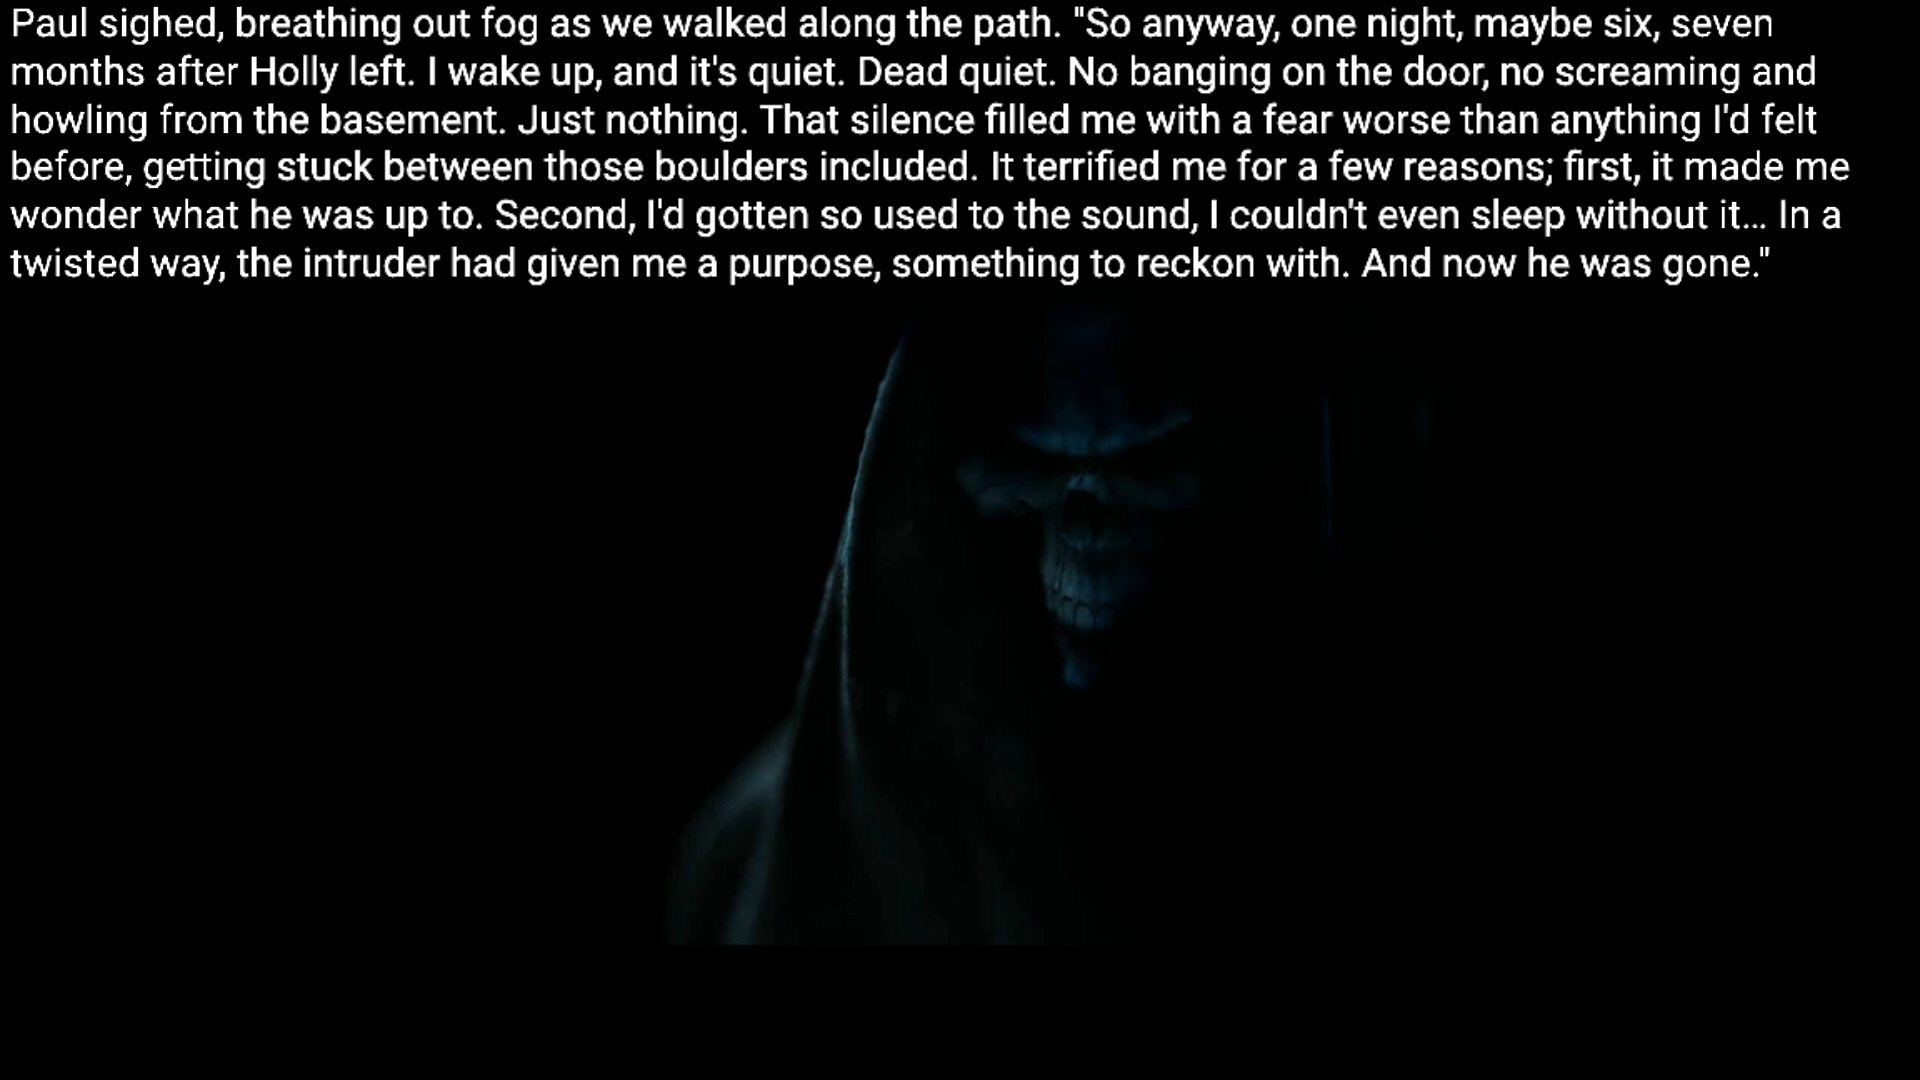 Paul sighed, breathing out fog as we walked along the path. "So anyway, one night, maybe six, seven
months after Holly left. I wake up, and it's quiet. Dead quiet. No banging on the door, no screaming and
howling from the basement. Just nothing. That silence filled me with a fear worse than anything I'd felt
before, getting stuck between those boulders included. It terrified me for a few reasons; first, it made me
wonder what he was up to. Second, I'd gotten so used to the sound, I couldn't even sleep without it... In a
twisted way, the intruder had given me a purpose, something to reckon with. And now he was gone."